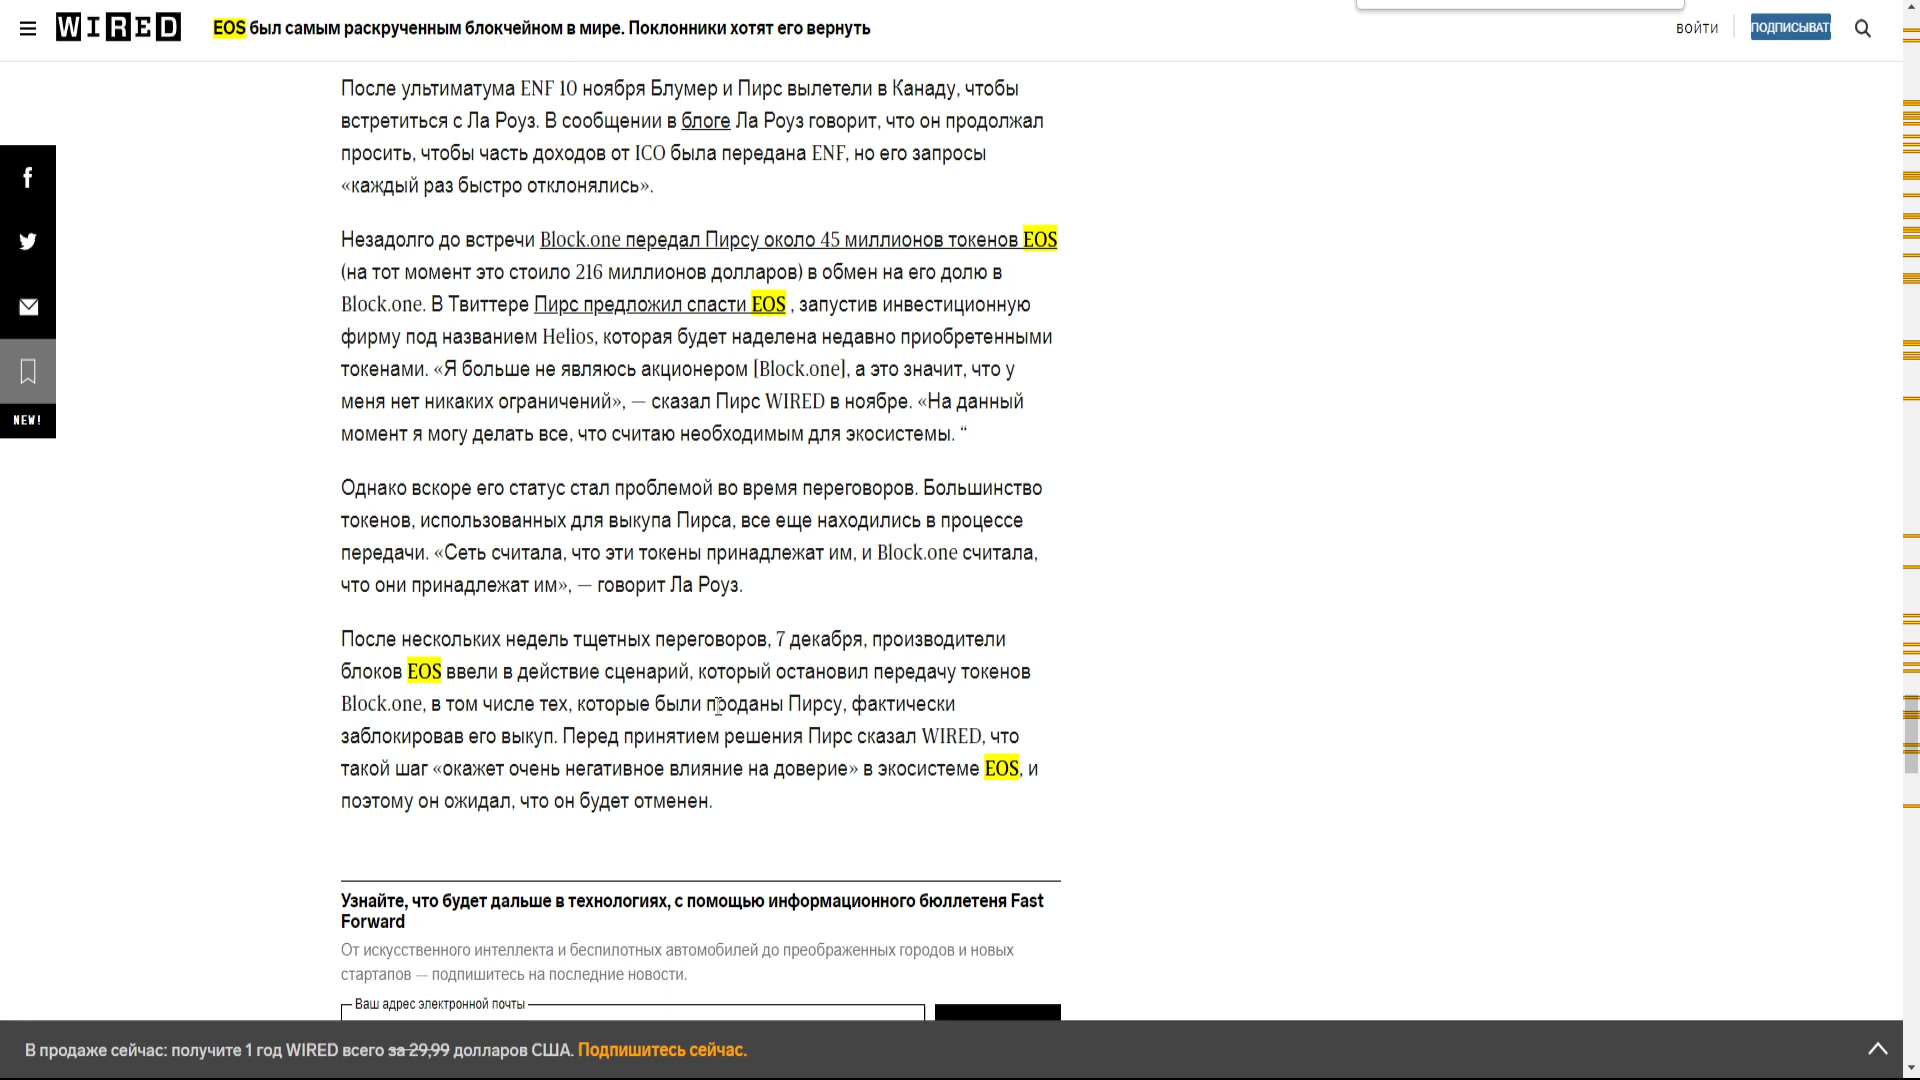 WIRED
EOS был самым раскрученным блокчейном в мире. Поклонники хотят его вернуть
ВОЙТИ
ПОДПИСЫВАТ
После ультиматума ENF 10 ноября Блумер и Пирс вылетели в Канаду, чтобы
встретиться с Ла Роуз. В сообщении в блоге Ла Роуз говорит, что он продолжал
просить, чтобы часть доходов от ICO была передана ENF, но его запросы
«каждый раз быстро отклонялись».
Незадолго до встречи Block.one передал Пирсу около 45 миллионов токенов EOS
(на тот момент это стоило 216 миллионов долларов) в обмен на его долю в
Block.one. В Твиттере Пирс предложил спасти EOS , запустив инвестиционную
фирму под названием Helios, которая будет наделена недавно приобретенными
токенами. «Я больше не являюсь акционером [Block.one], а это значит, что у
меня нет никаких ограничений», — сказал Пирс WIRED в ноябре. «На данный
момент я могу делать все, что считаю необходимым для экосистемы. “
NEW!
Однако вскоре его статус стал проблемой во время переговоров. Большинство
токенов, использованных для выкупа Пирса, все еще находились в процессе
передачи. «Сеть считала, что эти токены принадлежат им, и Block.one считала,
что они принадлежат им», — говорит Ла Роуз.
После нескольких недель тщетных переговоров, 7 декабря, производители
блоков EOS ввели в действие сценарий, который остановил передачу токенов
Block.one, в том числе тех, которые были проданы Пирсу, фактически
заблокировав его выкуп. Перед принятием решения Пирс сказал WIRED, что
такой шаг «окажет очень негативное влияние на доверие» в экосистеме EOS, и
поэтому он ожидал, что он будет отменен.
Узнайте, что будет дальше в технологиях, с помощью информационного бюллетеня Fast
Forward
От искусственного интеллекта и беспилотных автомобилей до преображенных городов и новых
стартапов — подпишитесь на последние новости.
Ваш адрес электронной почты
В продаже сейчас: получите 1 год WIRED всего за 29,99 долларов США. Подпишитесь сейчас.